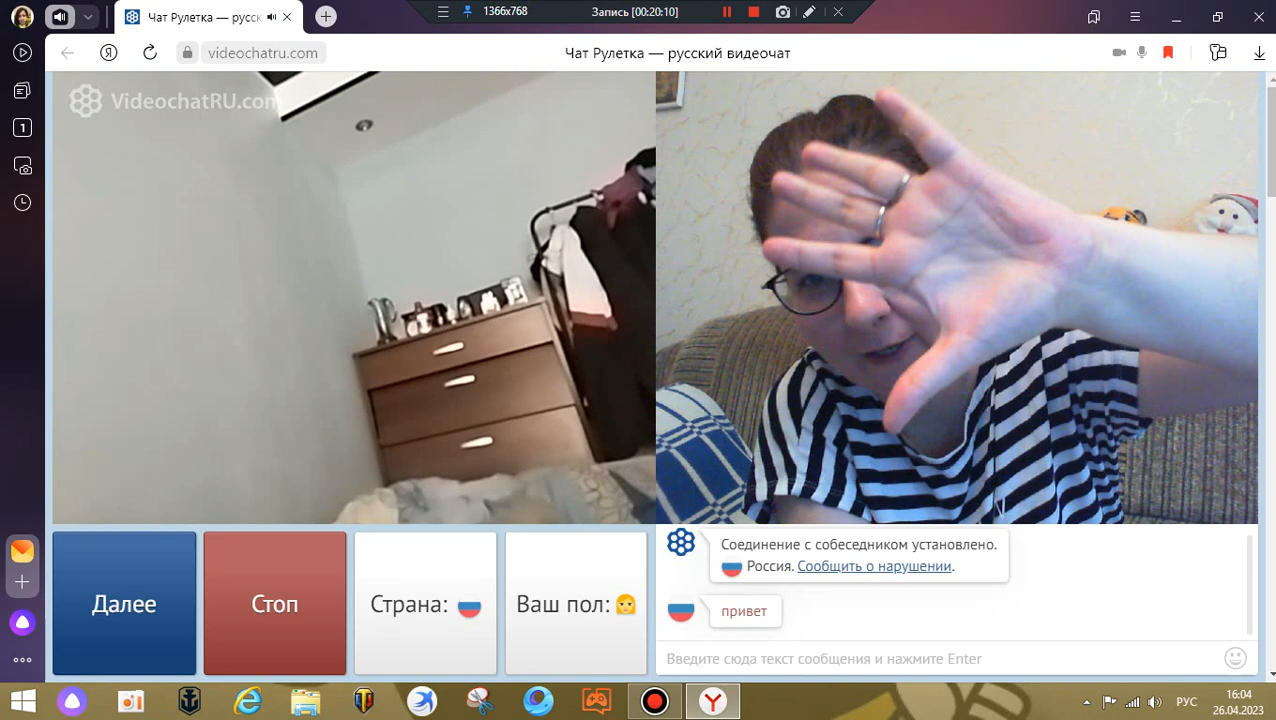 Чат Рулетка — русск
1366x768
Запись [00:20:10]
Я
videochatru.com
Чат Рулетка — русский видеочат
1
VideochatRU.com
Соединение с собеседником установлено.
Россия. Сообщить о нарушении.
привет
Далее
Стоп
Страна:
Ваш пол:
Введите сюда текст сообщения и нажмите Enter
РУС
16:04
26.04.2023